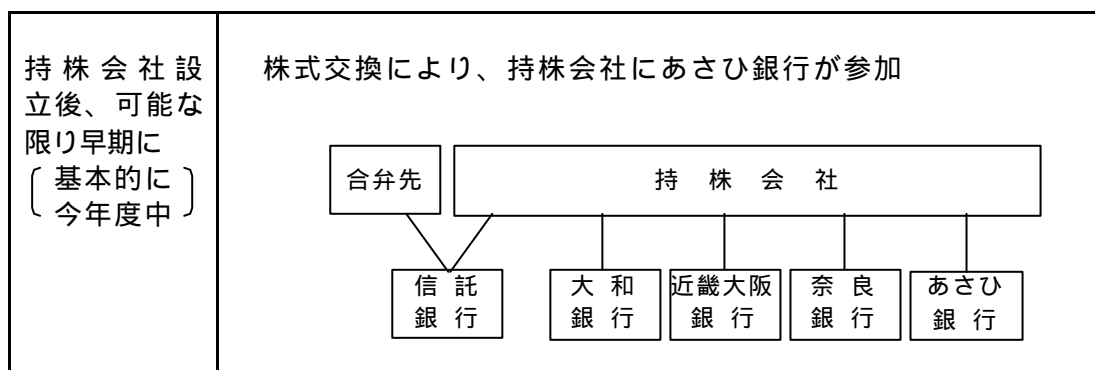 持株会社設
立後、可能な
限り早期に
基本的に
今年度中
株式交換により、持株会社にあさひ銀行が参加
合弁先
持株会社
信託
銀行
大和
銀行
近畿大阪
銀行
奈良
銀行
あさひ
銀行